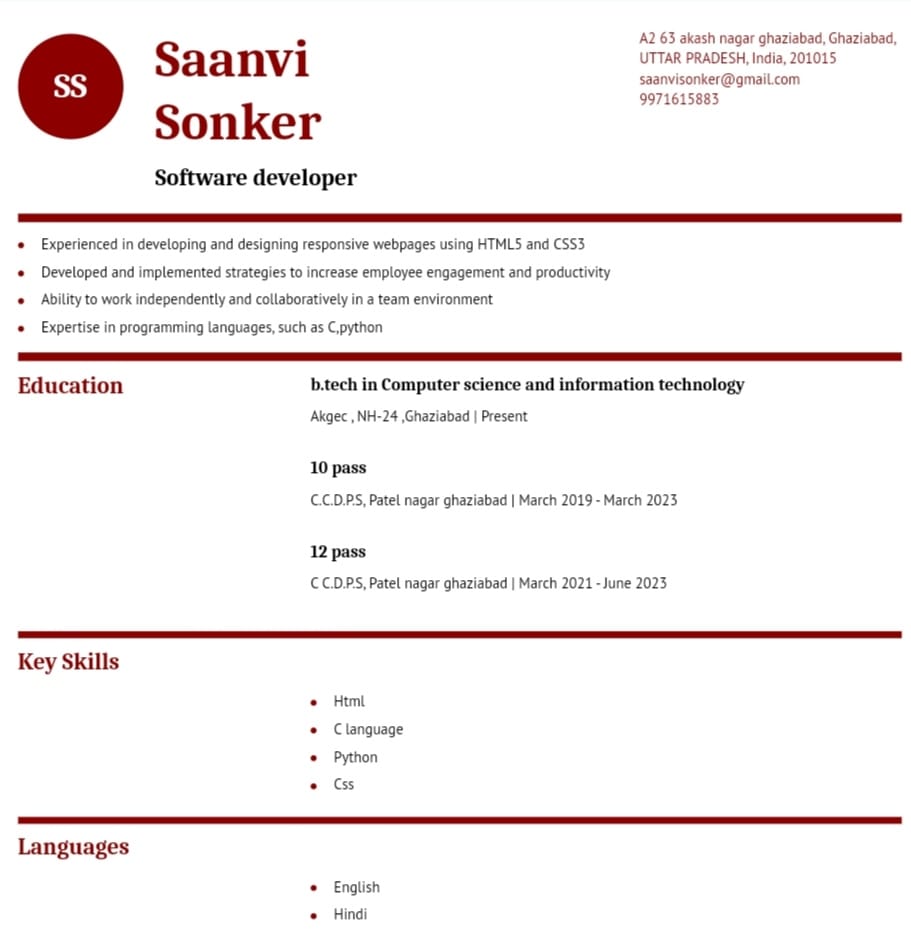 SS
Saanvi
Sonker
Software developer
A2 63 akash nagar ghaziabad, Ghaziabad,
UTTAR PRADESH, India, 201015
saanvisonker@gmail.com
9971615883
Experienced in developing and designing responsive webpages using HTML5 and CSS3
Developed and implemented strategies to increase employee engagement and productivity
Ability to work independently and collaboratively in a team environment
Expertise in programming languages, such as C,python
Education
b.tech in Computer science and information technology
Akgec , NH-24 ,Ghaziabad | Present
10 pass
C.C.D.P.S, Patel nagar ghaziabad | March 2019 - March 2023
12 pass
C C.D.P.S, Patel nagar ghaziabad | March 2021 - June 2023
Key Skills
Html
C language
Python
Css
Languages
English
Hindi